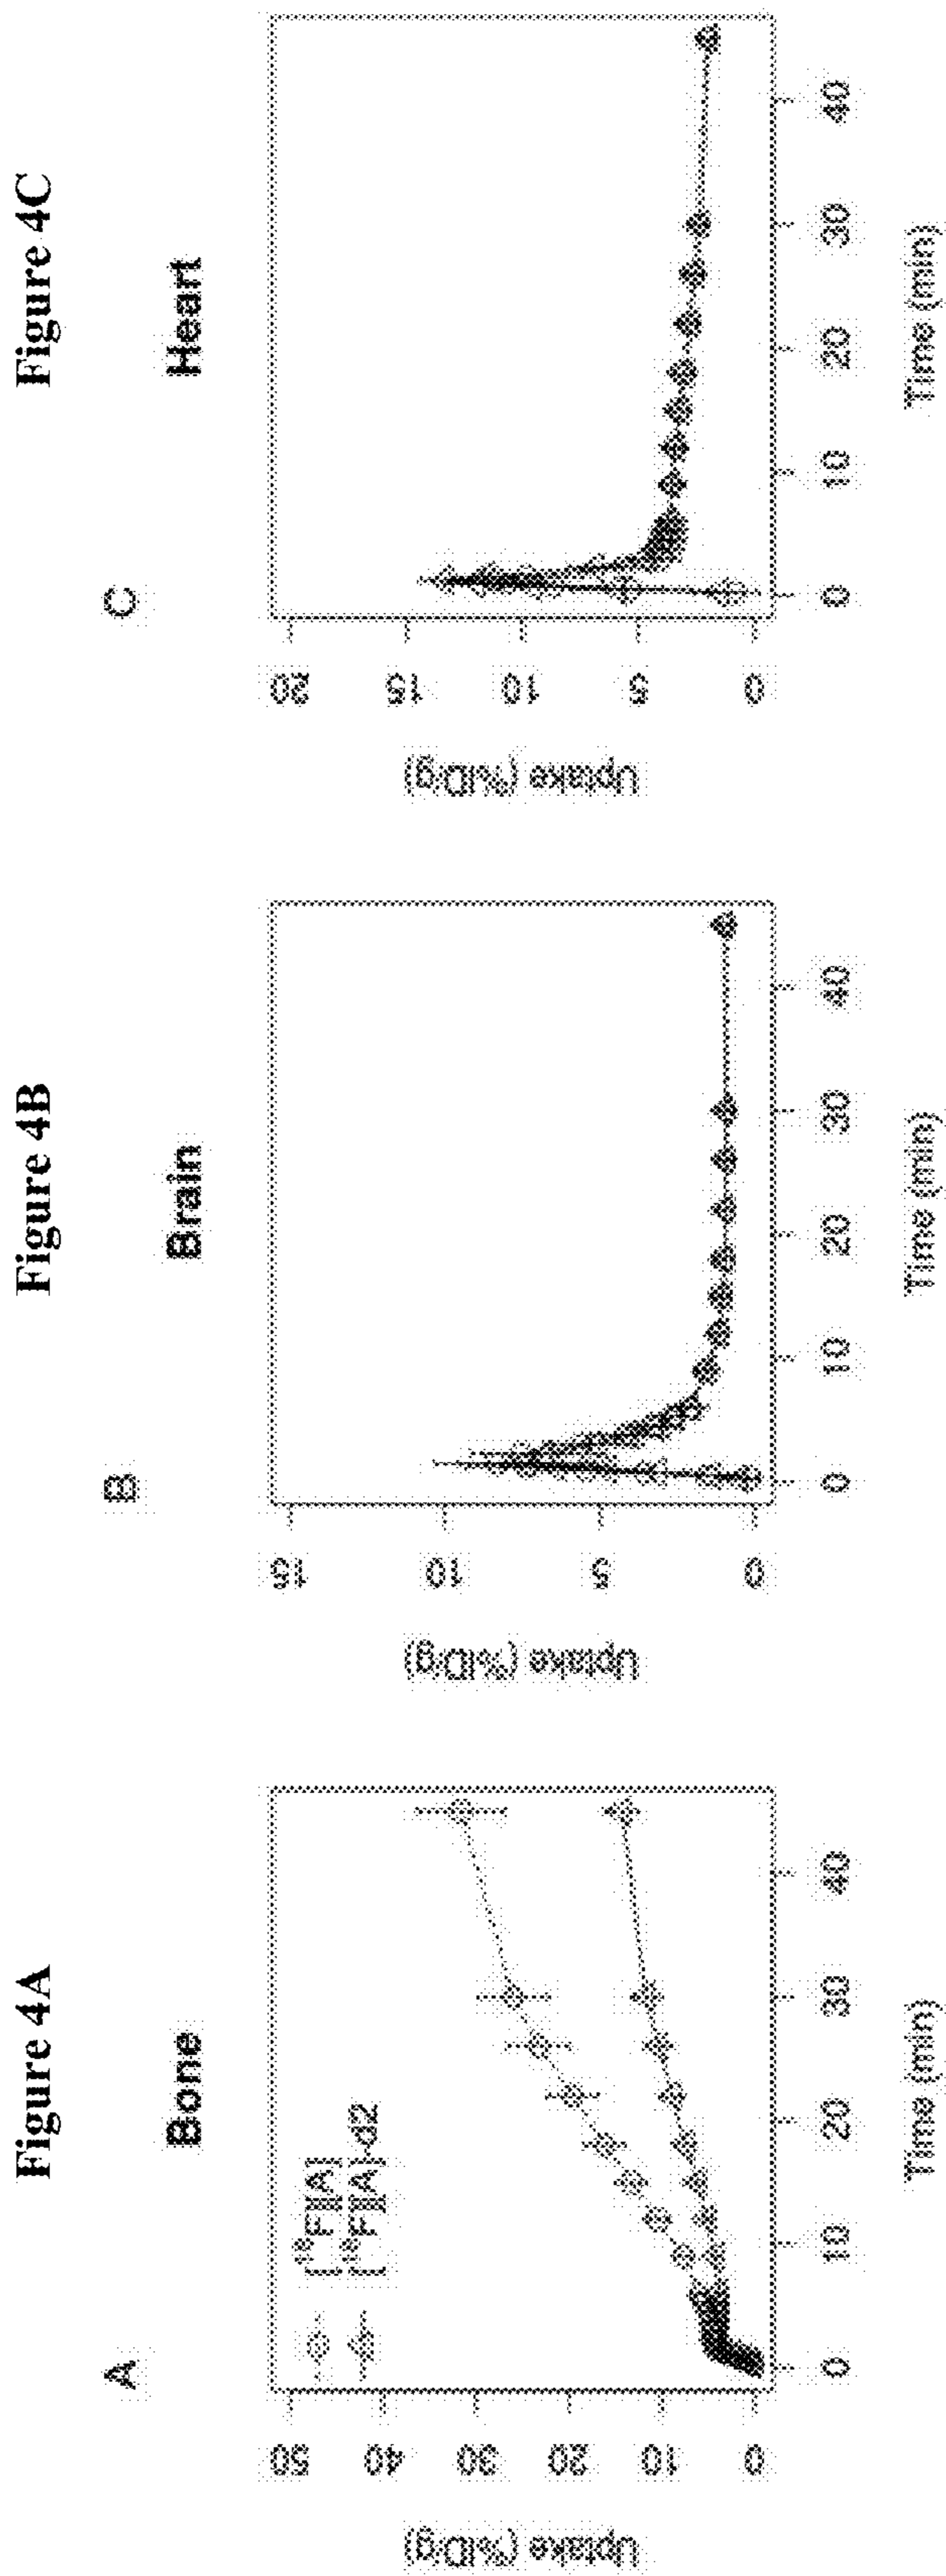 Figure 4A
A
Bone
Uptake (%ID/g)
50
40
30
20
10
0
[¹⁸F][A]
[¹⁸F][A]-d2
0
10
20
30
40
Time (min)
Figure 4B
B
Brain
Uptake (%ID/g)
15
10
5
0
0
10
20
30
40
Time (min)
Figure 4C
C
Heart
Uptake (%ID/g)
20
15
10
5
0
0
10
20
30
40
Time (min)